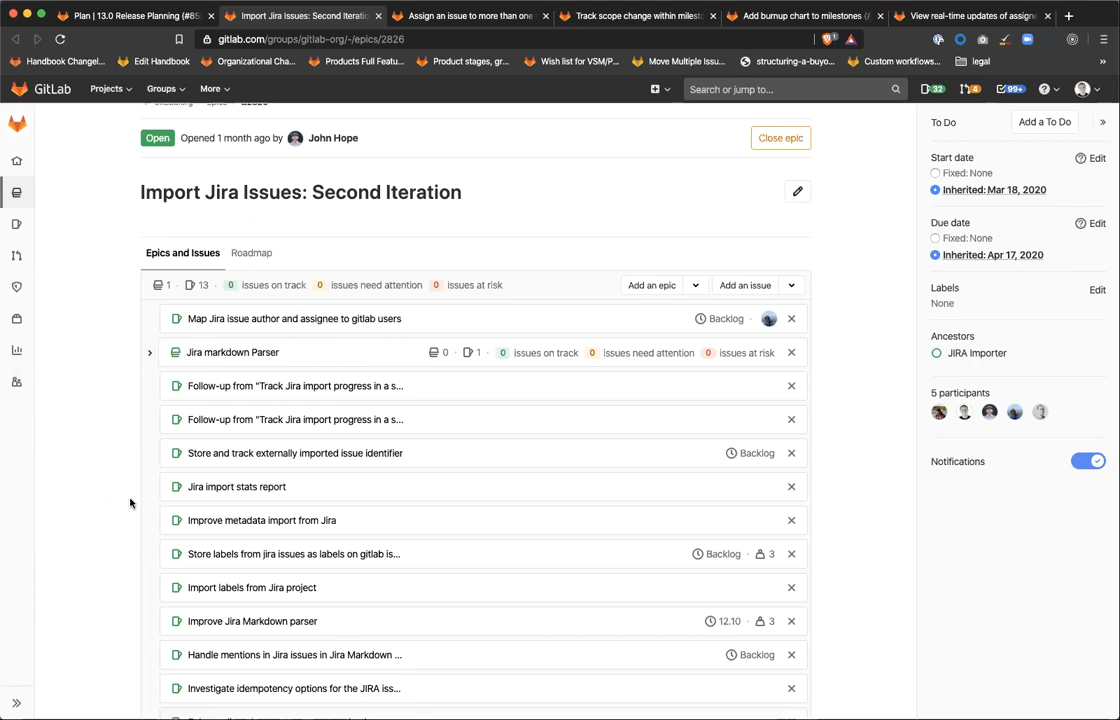 Plan | 13.0 Release Planning (#85
Import Jira Issues: Second Iteratio
Assign an issue to more than one
Track scope change within milest
Add burnup chart to milestones (
View real-time updates of assign
gitlab.com/groups/gitlab-org/-/epics/2826
1
Handbook Changel...
Edit Handbook
Organizational Cha...
Products Full Featu...
Product stages, gr...
Wish list for VSM/P...
Move Multiple Issu...
structuring-a-buyo...
Custom workflows...
legal
GitLab
Projects
Groups
More
Search or jump to...
32
4
99+
Open
Opened 1 month ago by John Hope
Close epic
Import Jira Issues: Second Iteration
Epics and Issues
Roadmap
1 · 13 · 0 issues on track 0 issues need attention 0 issues at risk
Add an epic
Add an issue
Map Jira issue author and assignee to gitlab users
Backlog ·
Jira markdown Parser
0 · 1 · 0 issues on track 0 issues need attention 0 issues at risk
Follow-up from "Track Jira import progress in a s...
Follow-up from "Track Jira import progress in a s...
Store and track externally imported issue identifier
Backlog
Jira import stats report
Improve metadata import from Jira
Store labels from jira issues as labels on gitlab is...
Backlog · 3
Import labels from Jira project
Improve Jira Markdown parser
12.10 · 3
Handle mentions in Jira issues in Jira Markdown ...
Backlog
Investigate idempotency options for the JIRA iss...
To Do
Add a To Do
Start date
Edit
Fixed: None
Inherited: Mar 18, 2020
Due date
Edit
Fixed: None
Inherited: Apr 17, 2020
Labels
Edit
None
Ancestors
JIRA Importer
5 participants
Notifications